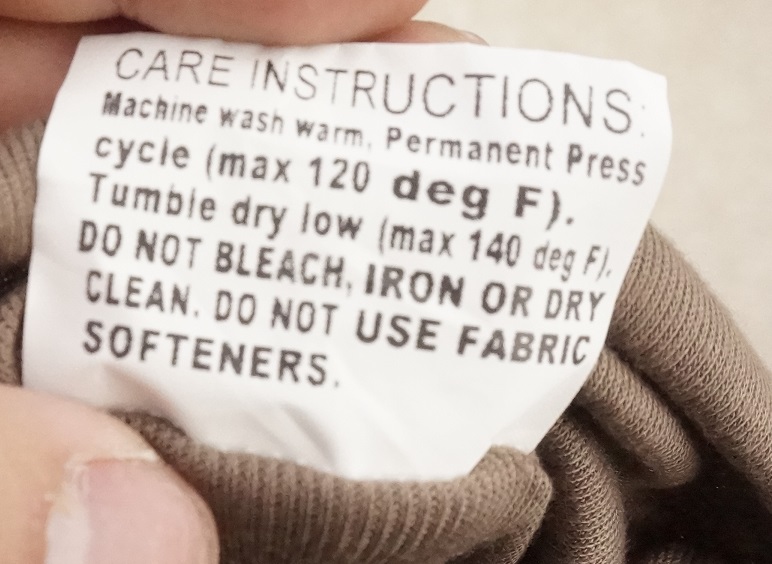 CARE INSTRUCTIONS:
Machine wash warm, Permanent Press
cycle (max 120 deg F).
Tumble dry low (max 140 deg F).
DO NOT BLEACH, IRON OR DRY
CLEAN. DO NOT USE FABRIC
SOFTENERS.